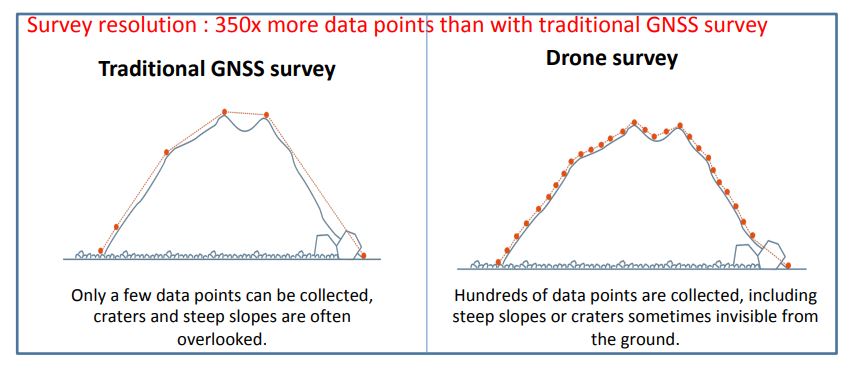 Survey resolution : 350x more data points than with traditional GNSS survey
Traditional GNSS survey
Only a few data points can be collected,
craters and steep slopes are often
overlooked.
Drone survey
Hundreds of data points are collected, including
steep slopes or craters sometimes invisible from
the ground.